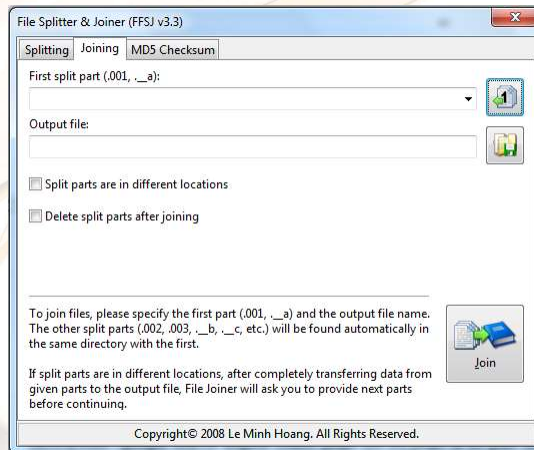 File Splitter & Joiner (FFSJ v3.3)
Splitting Joining MD5 Checksum
First split part (.001, .__a):
1
Output file:
Split parts are in different locations
Delete split parts after joining
To join files, please specify the first part (.001, .__a) and the output file name.
The other split parts (.002, .003, .__b, .__c, etc.) will be found automatically in
the same directory with the first.
Join
If split parts are in different locations, after completely transferring data from
given parts to the output file, File Joiner will ask you to provide next parts
before continuing.
Copyright© 2008 Le Minh Hoang. All Rights Reserved.